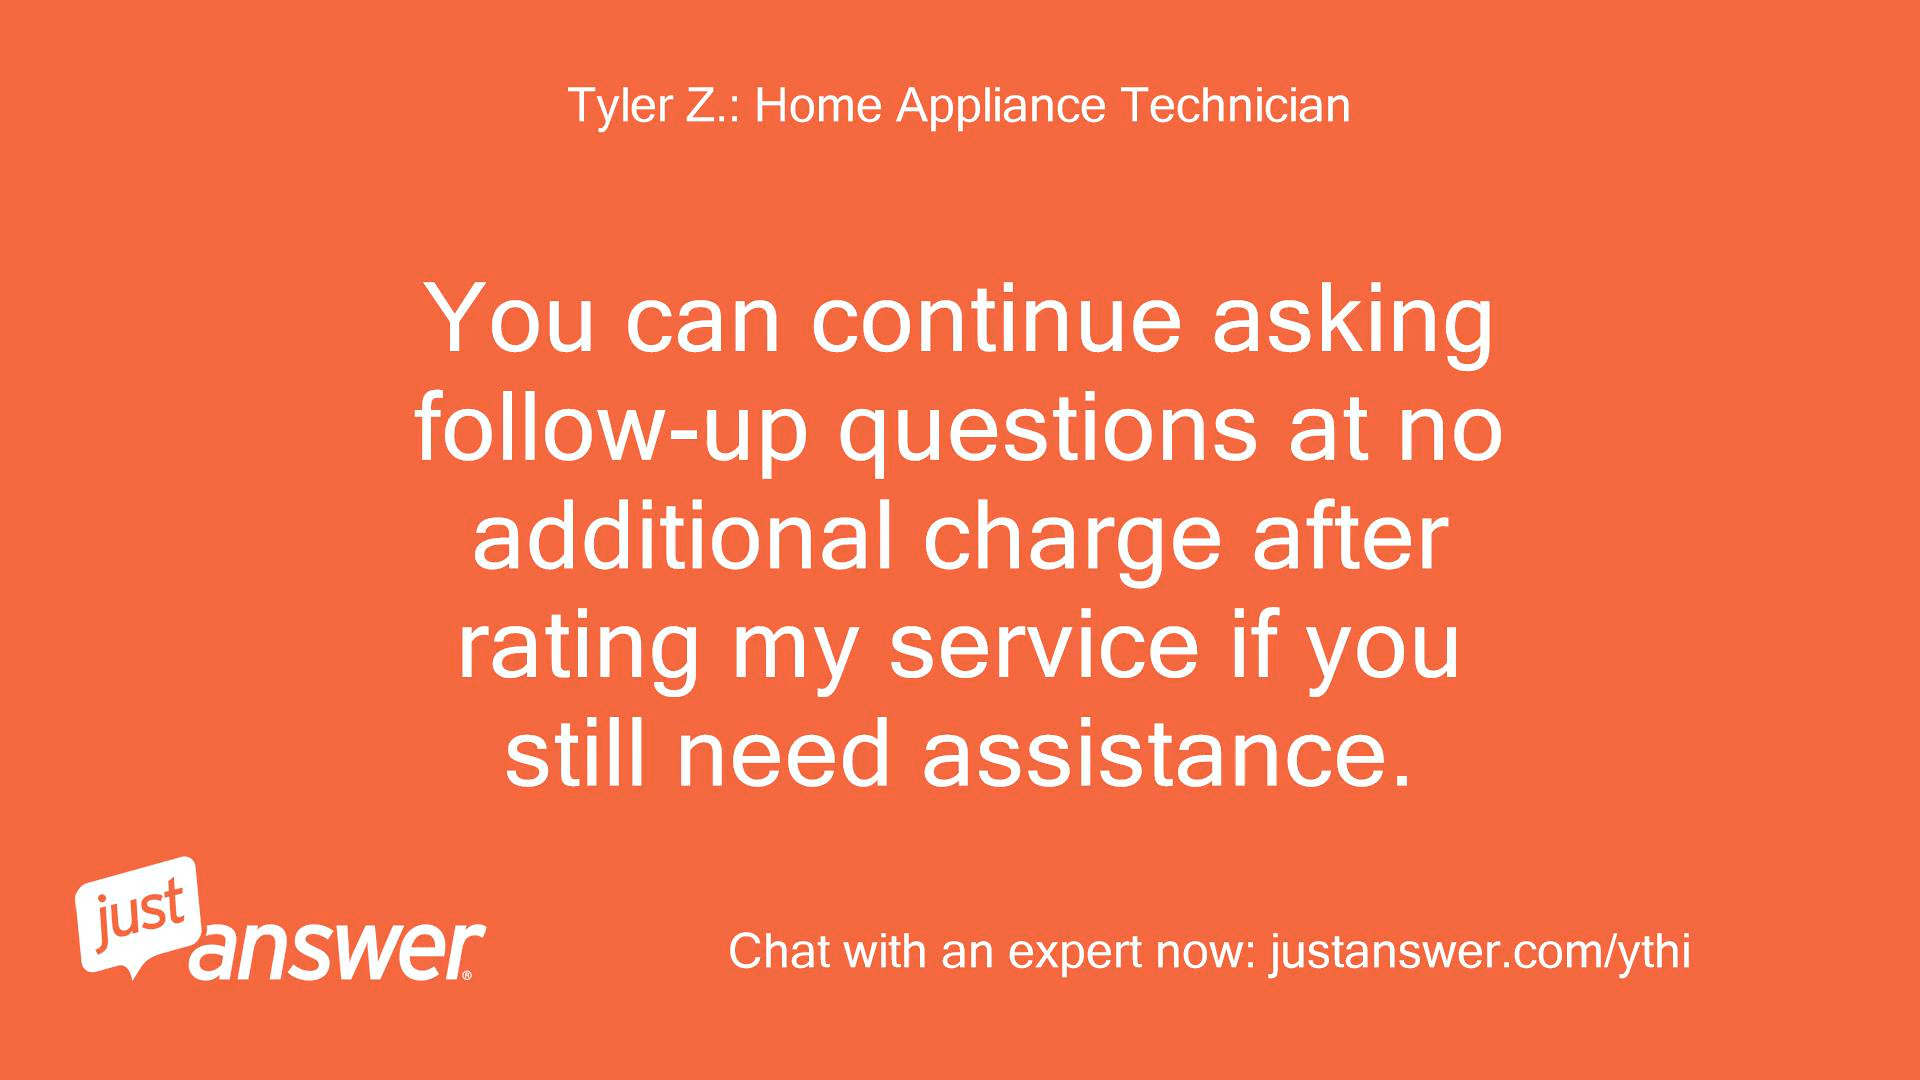 Tyler Z.: Home Appliance Technician
You can continue asking
follow-up questions at no
additional charge after
rating my service if you
still need assistance.
just
answer®
Chat with an expert now: justanswer.com/ythi